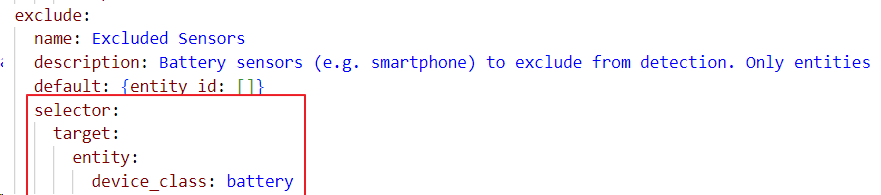 exclude:
name: Excluded Sensors
description: Battery sensors (e.g. smartphone) to exclude from detection. Only entities
default: {entity_id: []}
selector:
target:
entity:
device_class: battery